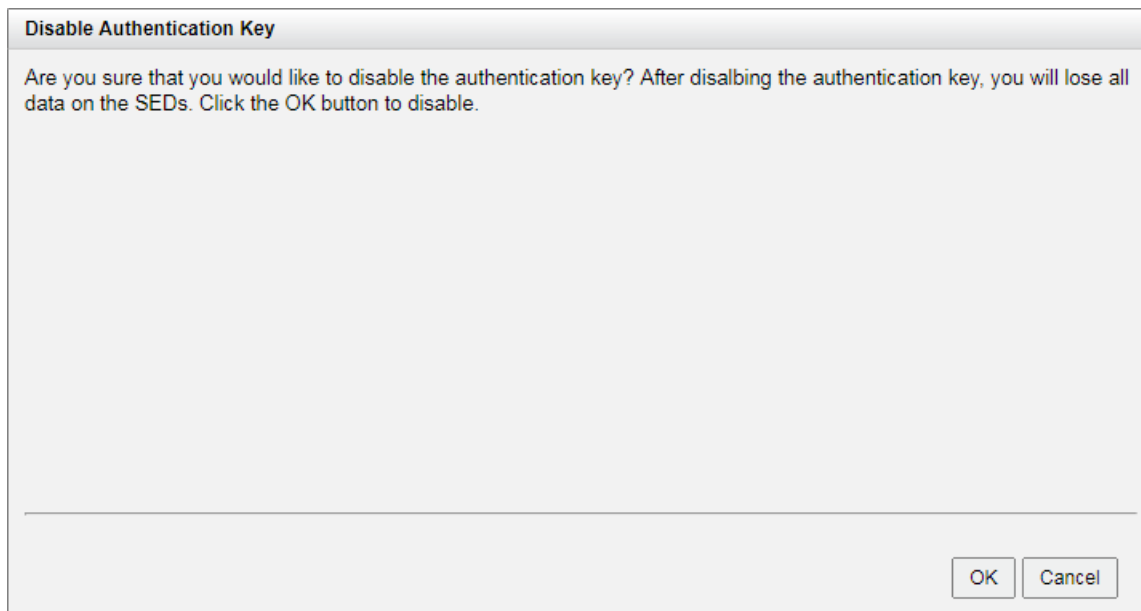 Disable Authentication Key
Are you sure that you would like to disable the authentication key? After disalbing the authentication key, you will lose all
data on the SEDs. Click the OK button to disable.
OK Cancel